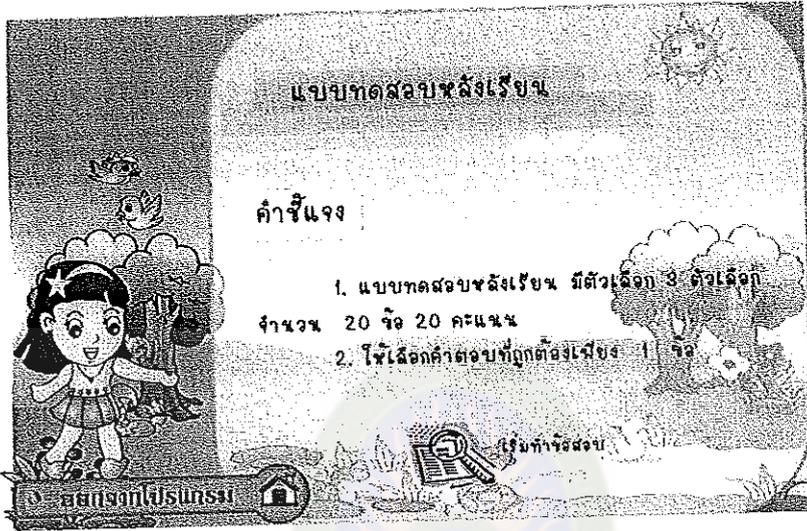 แบบทดสอบหลังเรียน
คำชี้แจง
1. แบบทดสอบหลังเรียน มีตัวเลือก 3 ตัวเลือก
จำนวน 20 ข้อ 20 คะแนน
2. ให้เลือกคำตอบที่ถูกต้องเพียง 1 ข้อ
เริ่มทำข้อสอบ
ออกจากโปรแกรม